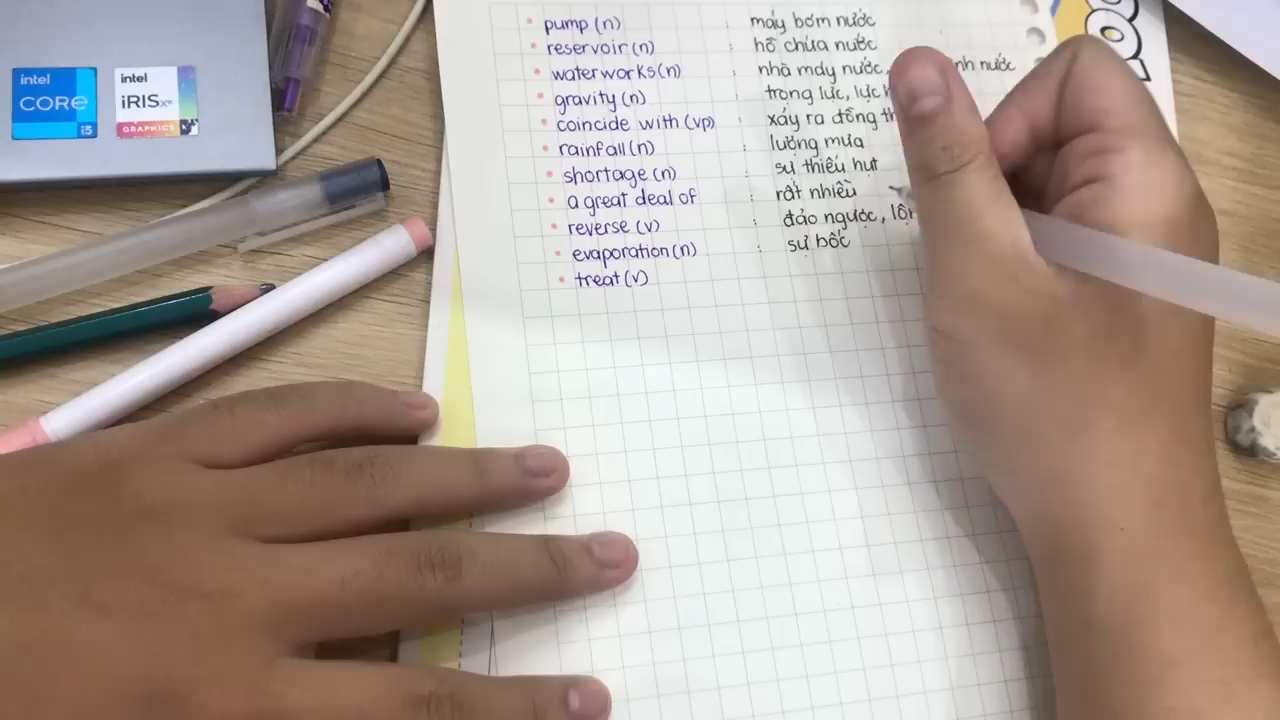 intel
CORE
i5
intel
iRIS xe
GRAPHICS
pump (n) : máy bơm nước
reservoir (n) : hồ chứa nước
waterworks (n) : nhà máy nước, nước
gravity (n) : trọng lực, lực
coincide with (vp) : xảy ra đồng
rainfall (n) : lượng mưa
shortage (n) : sự thiếu hụt
a great deal of : rất nhiều
reverse (v) : đảo ngược,
evaporation (n) : sự bốc
treat (v)